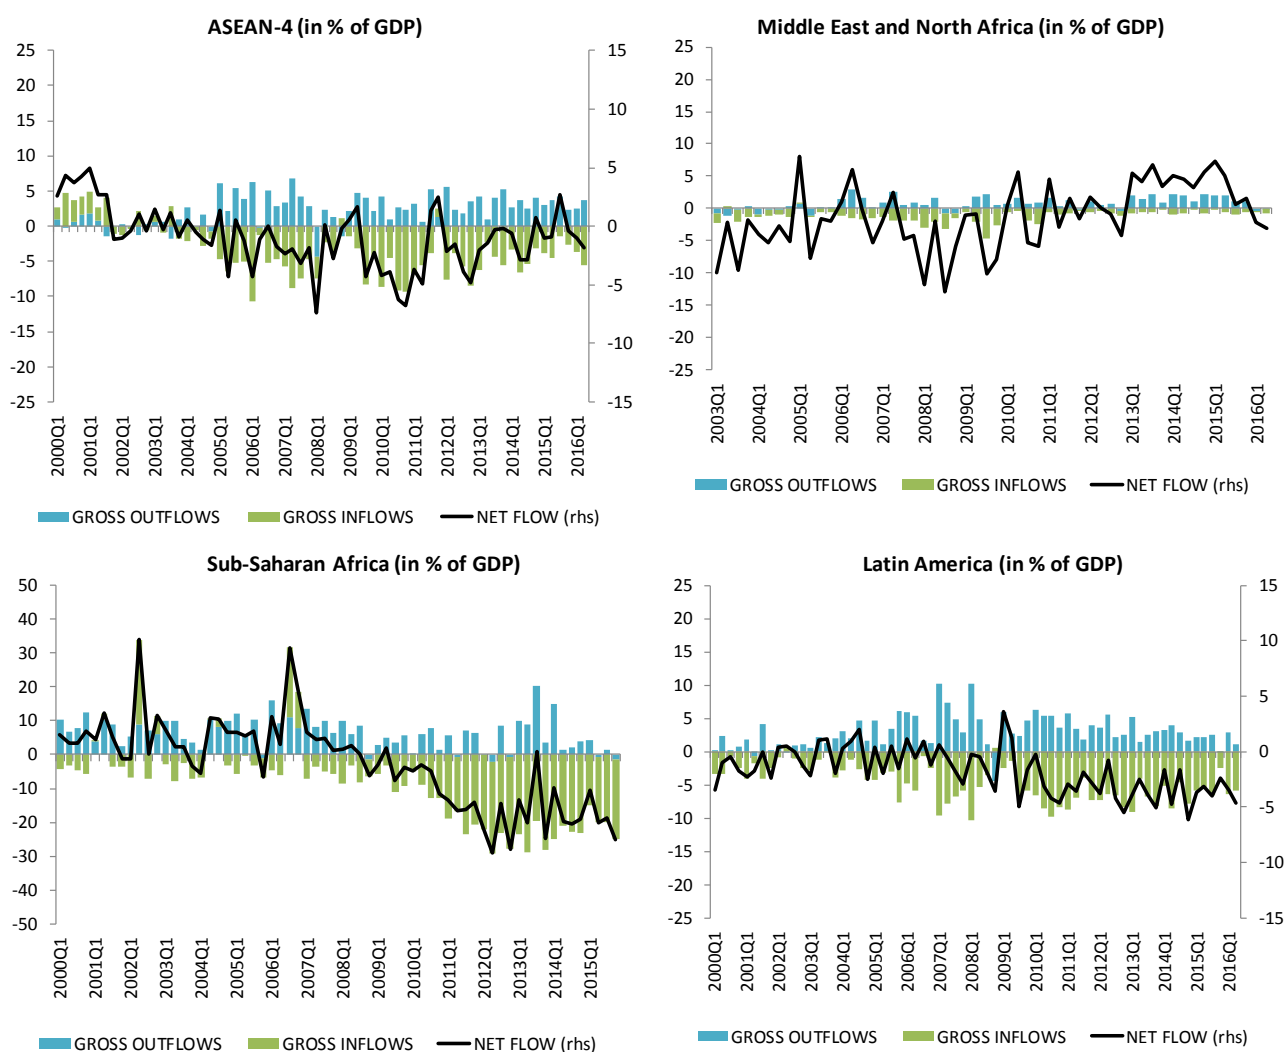 ASEAN-4 (in % of GDP)
25
20
15
10
5
0
-5
-10
-15
-20
-25
15
10
5
0
-5
-10
-15
2000Q1
2001Q1
2002Q1
2003Q1
2004Q1
2005Q1
2006Q1
2007Q1
2008Q1
2009Q1
2010Q1
2011Q1
2012Q1
2013Q1
2014Q1
2015Q1
2016Q1
GROSS OUTFLOWS GROSS INFLOWS NET FLOW (rhs)
Middle East and North Africa (in % of GDP)
25
20
15
10
5
0
-5
-10
-15
-20
-25
2003Q1
2004Q1
2005Q1
2006Q1
2007Q1
2008Q1
2009Q1
2010Q1
2011Q1
2012Q1
2013Q1
2014Q1
2015Q1
2016Q1
GROSS OUTFLOWS GROSS INFLOWS NET FLOW (rhs)
Sub-Saharan Africa (in % of GDP)
50
40
30
20
10
0
-10
-20
-30
-40
-50
2000Q1
2001Q1
2002Q1
2003Q1
2004Q1
2005Q1
2006Q1
2007Q1
2008Q1
2009Q1
2010Q1
2011Q1
2012Q1
2013Q1
2014Q1
2015Q1
GROSS OUTFLOWS GROSS INFLOWS NET FLOW (rhs)
Latin America (in % of GDP)
25
20
15
10
5
0
-5
-10
-15
-20
-25
15
10
5
0
-5
-10
-15
2000Q1
2001Q1
2002Q1
2003Q1
2004Q1
2005Q1
2006Q1
2007Q1
2008Q1
2009Q1
2010Q1
2011Q1
2012Q1
2013Q1
2014Q1
2015Q1
2016Q1
GROSS OUTFLOWS GROSS INFLOWS NET FLOW (rhs)